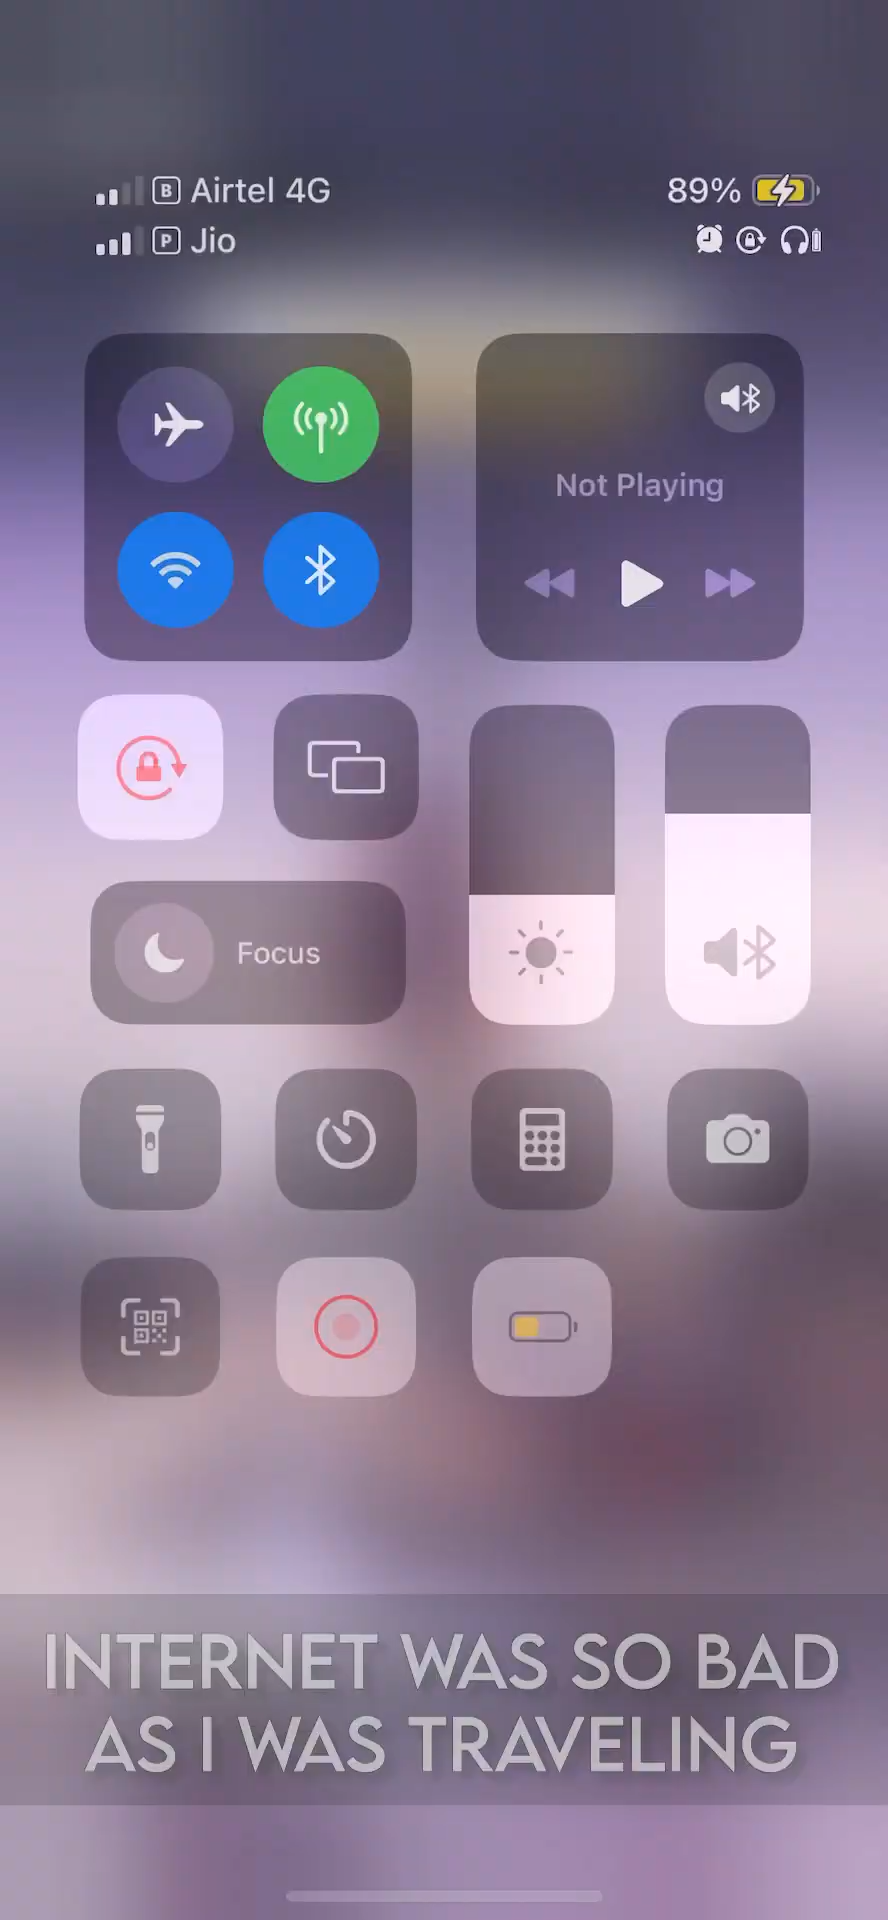 B Airtel 4G 89%
P Jio
Not Playing
Focus
INTERNET WAS SO BAD
AS I WAS TRAVELING